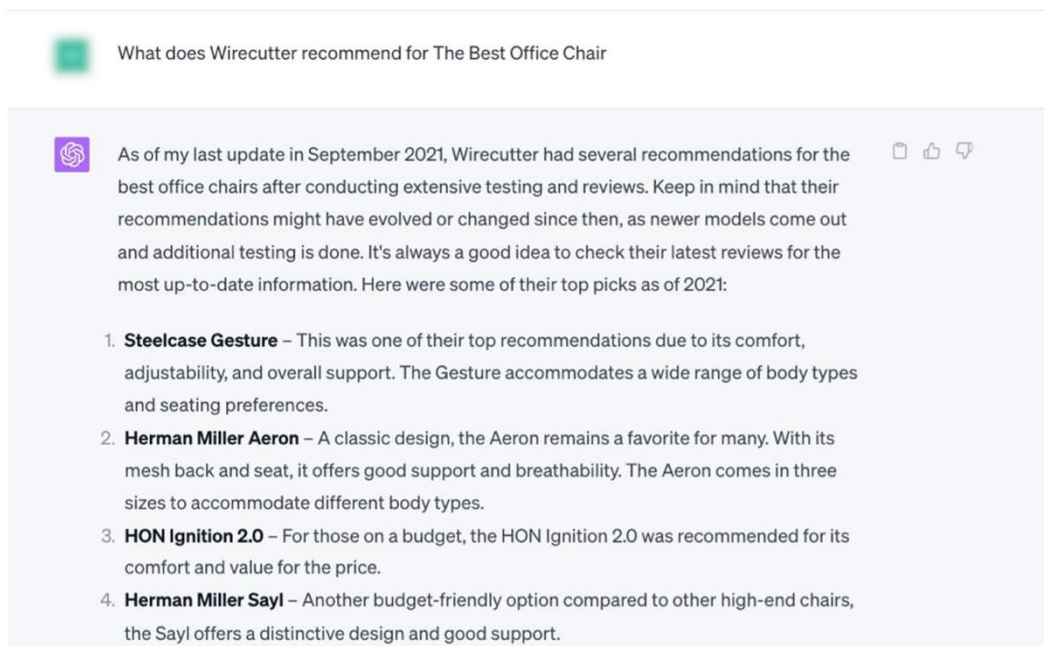 What does Wirecutter recommend for The Best Office Chair
As of my last update in September 2021, Wirecutter had several recommendations for the
best office chairs after conducting extensive testing and reviews. Keep in mind that their
recommendations might have evolved or changed since then, as newer models come out
and additional testing is done. It's always a good idea to check their latest reviews for the
most up-to-date information. Here were some of their top picks as of 2021:
1. Steelcase Gesture – This was one of their top recommendations due to its comfort,
adjustability, and overall support. The Gesture accommodates a wide range of body types
and seating preferences.
2. Herman Miller Aeron – A classic design, the Aeron remains a favorite for many. With its
mesh back and seat, it offers good support and breathability. The Aeron comes in three
sizes to accommodate different body types.
3. HON Ignition 2.0 – For those on a budget, the HON Ignition 2.0 was recommended for its
comfort and value for the price.
4. Herman Miller Sayl – Another budget-friendly option compared to other high-end chairs,
the Sayl offers a distinctive design and good support.